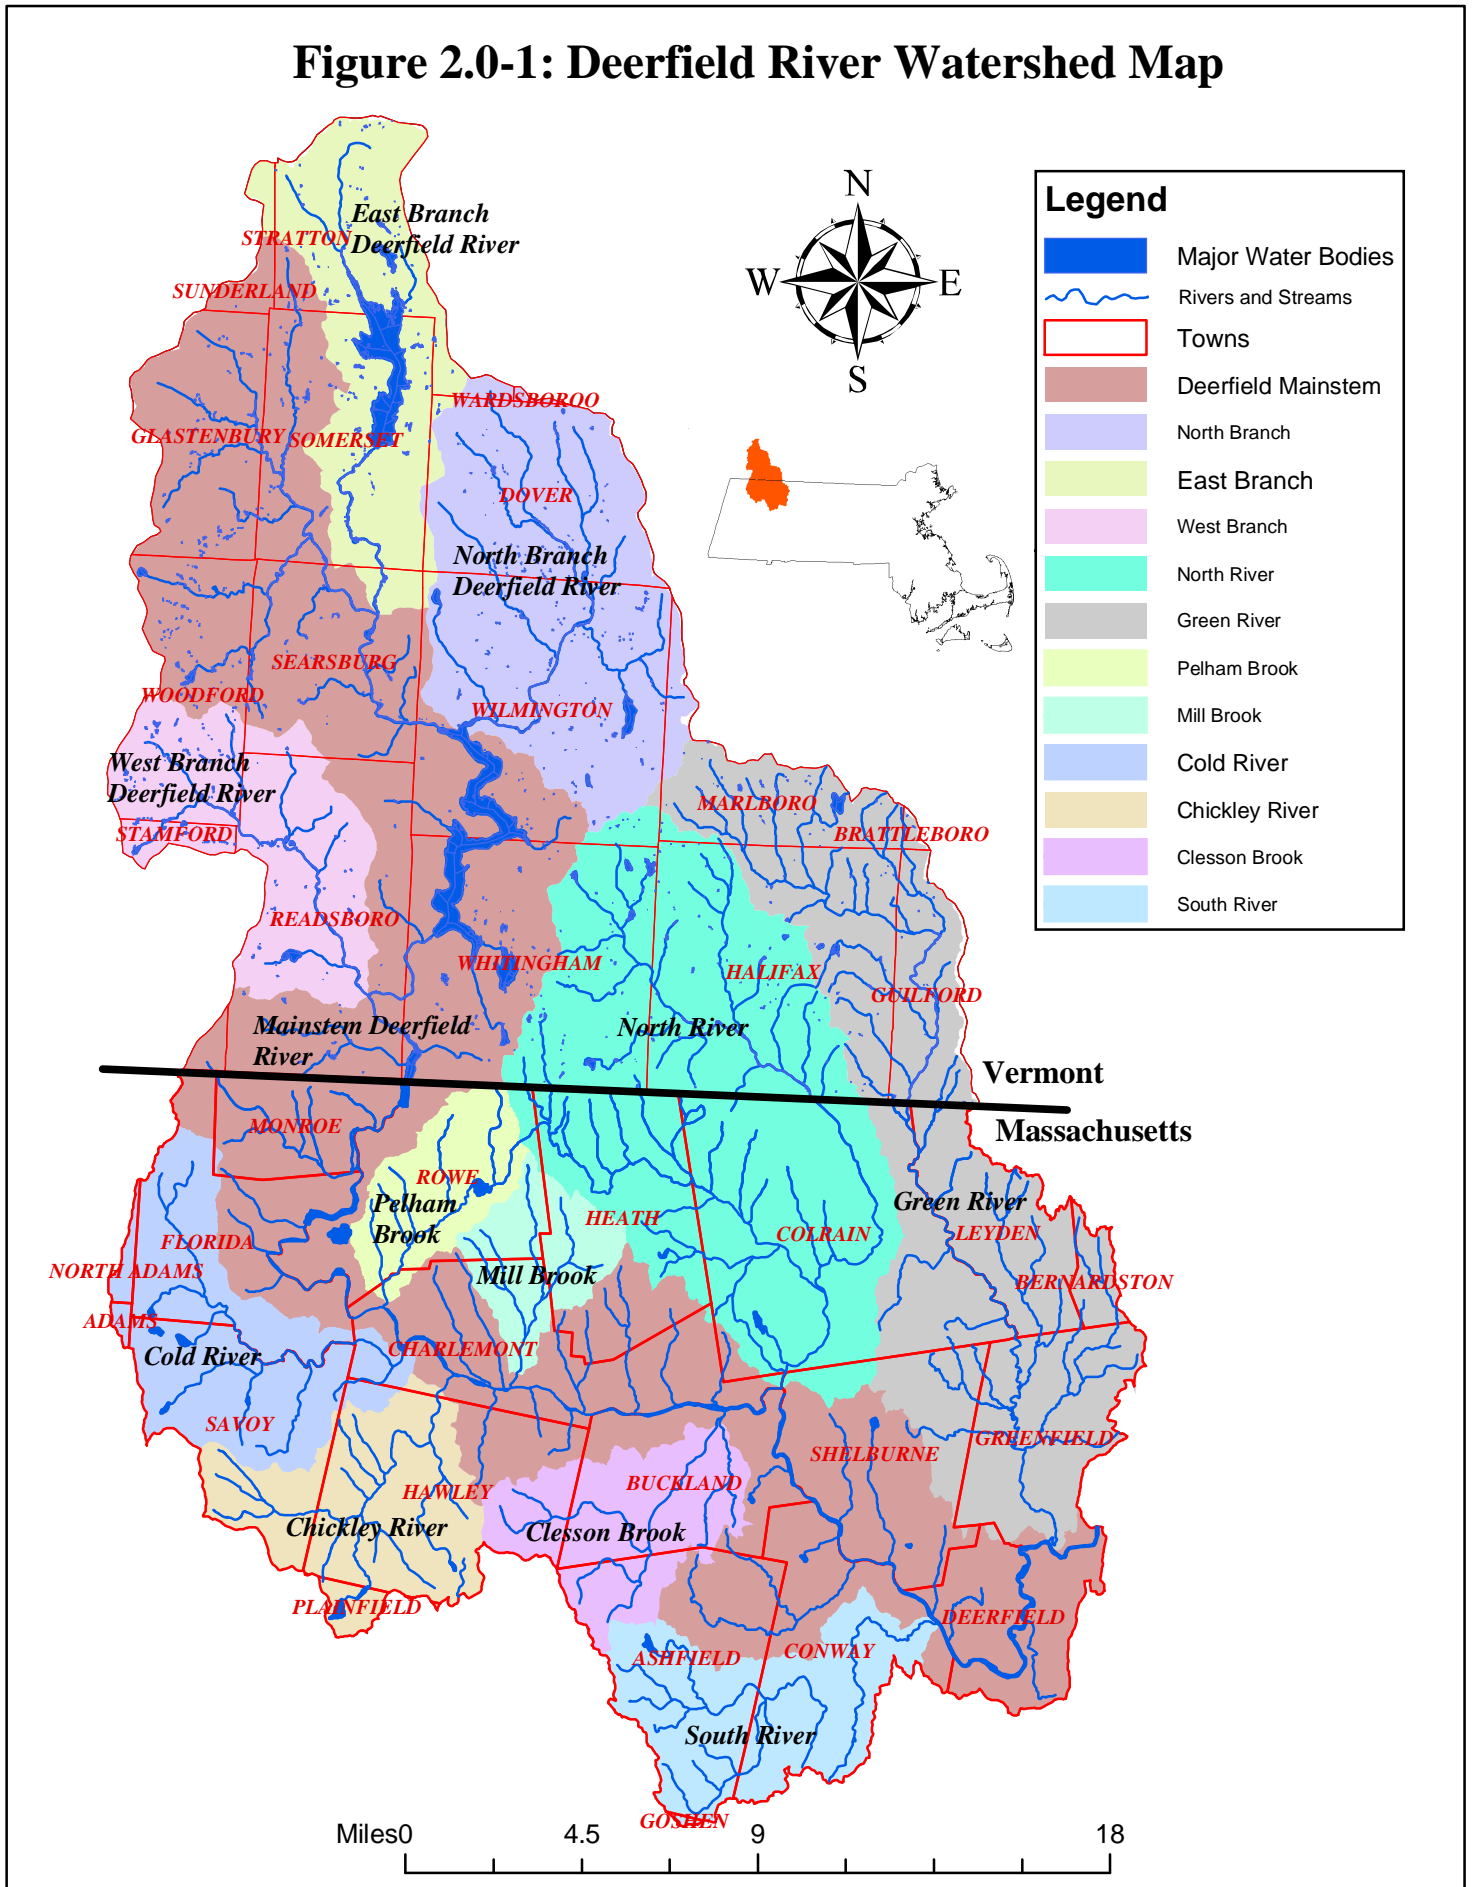 Figure 2.0-1: Deerfield River Watershed Map
N
W
E
S
Legend
Major Water Bodies
Rivers and Streams
Towns
Deerfield Mainstem
North Branch
East Branch
West Branch
North River
Green River
Pelham Brook
Mill Brook
Cold River
Chickley River
Clesson Brook
South River
East Branch
Deerfield River
STRATTON
SUNDERLAND
WARDSBOROO
GLASTENBURY
SOMERSET
DOVER
North Branch
Deerfield River
SEARSBURG
WOODFORD
WILMINGTON
West Branch
Deerfield River
MARLBORO
STAMFORD
BRATTLEBORO
READSBORO
WHITINGHAM
HALIFAX
GUILFORD
Mainstem Deerfield
River
North River
Vermont
Massachusetts
MONROE
ROWE
Pelham
Brook
Green River
HEATH
COLRAIN
LEYDEN
FLORIDA
NORTH ADAMS
Mill Brook
BERNARDSTON
ADAMS
Cold River
CHARLEMONT
SAVOY
SHELBURNE
GREENFIELD
HAWLEY
BUCKLAND
Chickley River
Clesson Brook
PLAINFIELD
DEERFIELD
ASHFIELD
CONWAY
South River
GOSHEN
Miles0
4.5
9
18